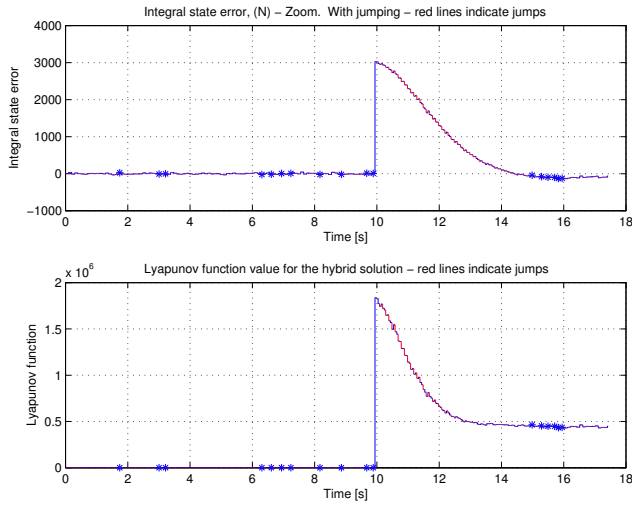 Integral state error, (N) − Zoom.  With jumping − red lines indicate jumps
4000
3000
2000
1000
0
−1000
Integral state error
0 2 4 6 8 10 12 14 16 18
Time [s]
Lyapunov function value for the hybrid solution − red lines indicate jumps
x 10^6
2
1.5
1
0.5
0
Lyapunov function
0 2 4 6 8 10 12 14 16 18
Time [s]